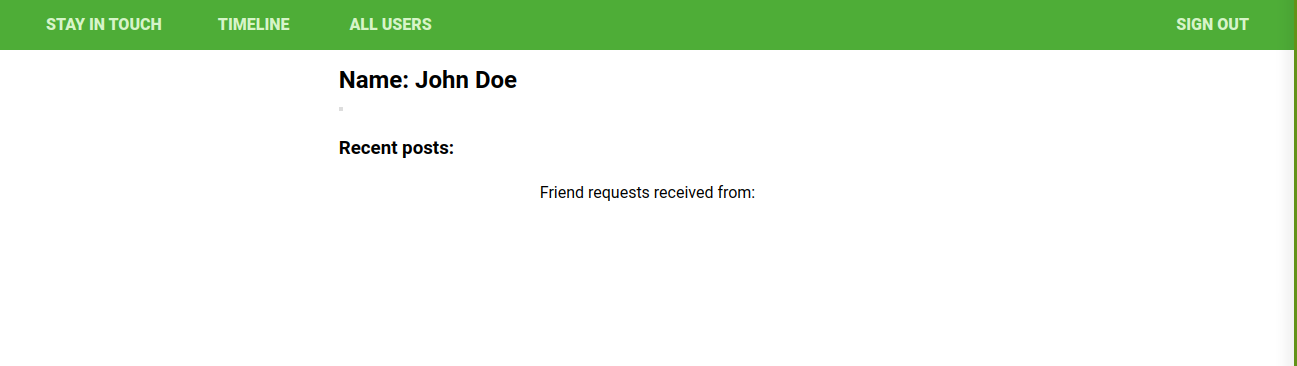 STAY IN TOUCH TIMELINE ALL USERS SIGN OUT
Name: John Doe
Recent posts:
Friend requests received from: